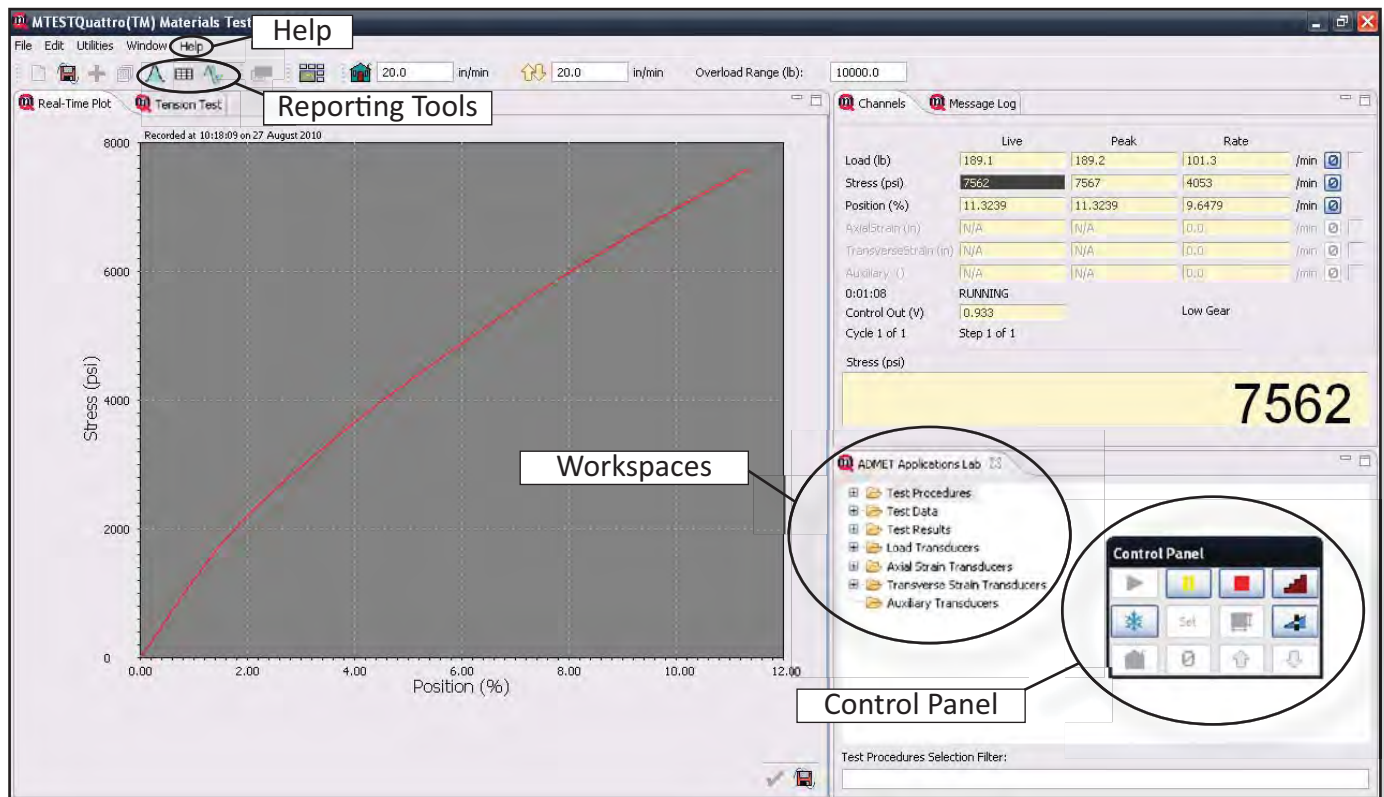 MTESTQuattro(TM) Materials Test
Help
File Edit Utilities Window Help
20.0 in/min 20.0 in/min Overload Range (lb): 10000.0
Reporting Tools
Real-Time Plot Tension Test
Recorded at 10:18:09 on 27 August 2010
8000
6000
4000
2000
0
Stress (psi)
0.00 2.00 4.00 6.00 8.00 10.00 12.00
Position (%)
Channels Message Log
Live Peak Rate
Load (lb) 189.1 189.2 101.3 /min
Stress (psi) 7562 7567 4053 /min
Position (%) 11.3239 11.3239 9.6479 /min
AxialStrain (in) N/A N/A 0.0 /min
TransverseStrain (in) N/A N/A 0.0 /min
Auxiliary () N/A N/A 0.0 /min
0:01:08 RUNNING
Control Out (V) 0.933 Low Gear
Cycle 1 of 1 Step 1 of 1
Stress (psi)
7562
Workspaces
ADMET Applications Lab
Test Procedures
Test Data
Test Results
Load Transducers
Axial Strain Transducers
Transverse Strain Transducers
Auxiliary Transducers
Control Panel
Set
0
Control Panel
Test Procedures Selection Filter: